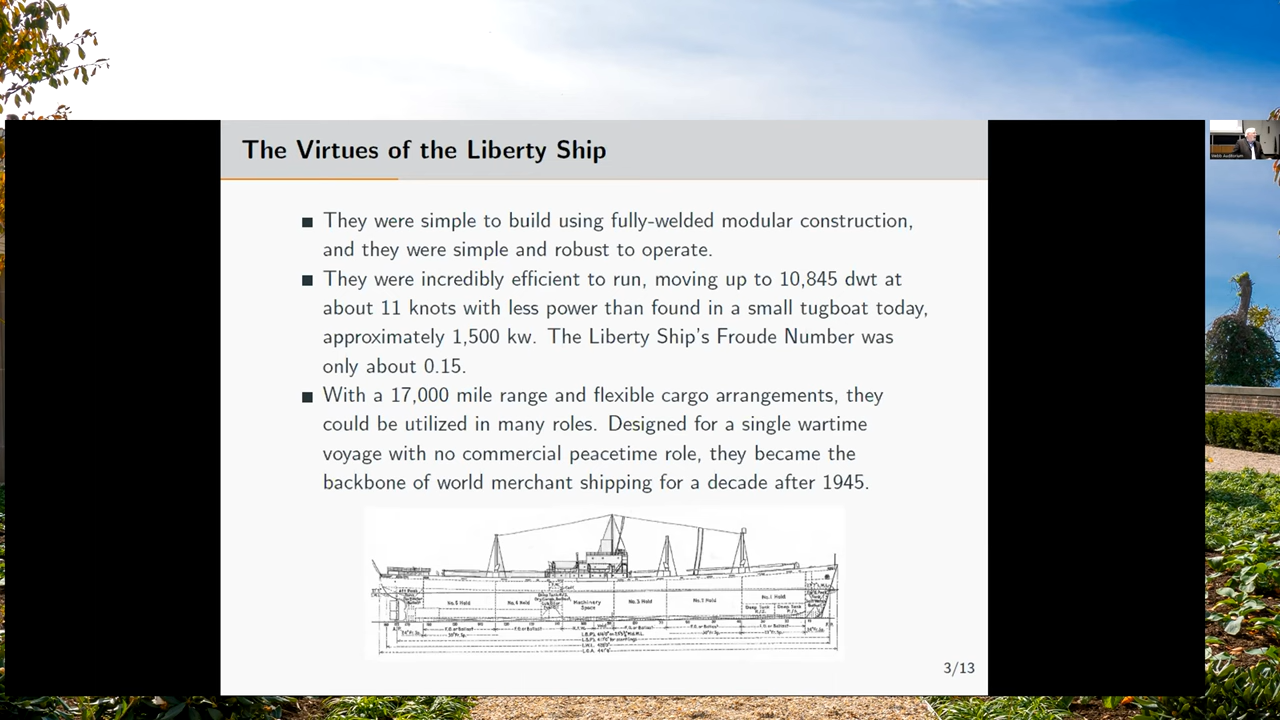 The Virtues of the Liberty Ship
They were simple to build using fully-welded modular construction,
and they were simple and robust to operate.
They were incredibly efficient to run, moving up to 10,845 dwt at
about 11 knots with less power than found in a small tugboat today,
approximately 1,500 kw. The Liberty Ship's Froude Number was
only about 0.15.
With a 17,000 mile range and flexible cargo arrangements, they
could be utilized in many roles. Designed for a single wartime
voyage with no commercial peacetime role, they became the
backbone of world merchant shipping for a decade after 1945.
No.5 Hold
No.4 Hold
Machinery
Space
No.3 Hold
No.2 Hold
No.1 Hold
Deep Tank
Deep Tank
3/13